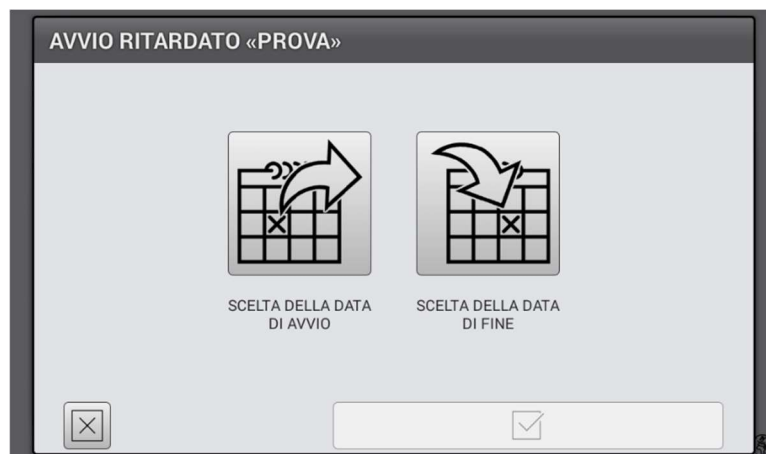 AVVIO RITARDATO «PROVA»
SCELTA DELLA DATA
DI AVVIO
SCELTA DELLA DATA
DI FINE